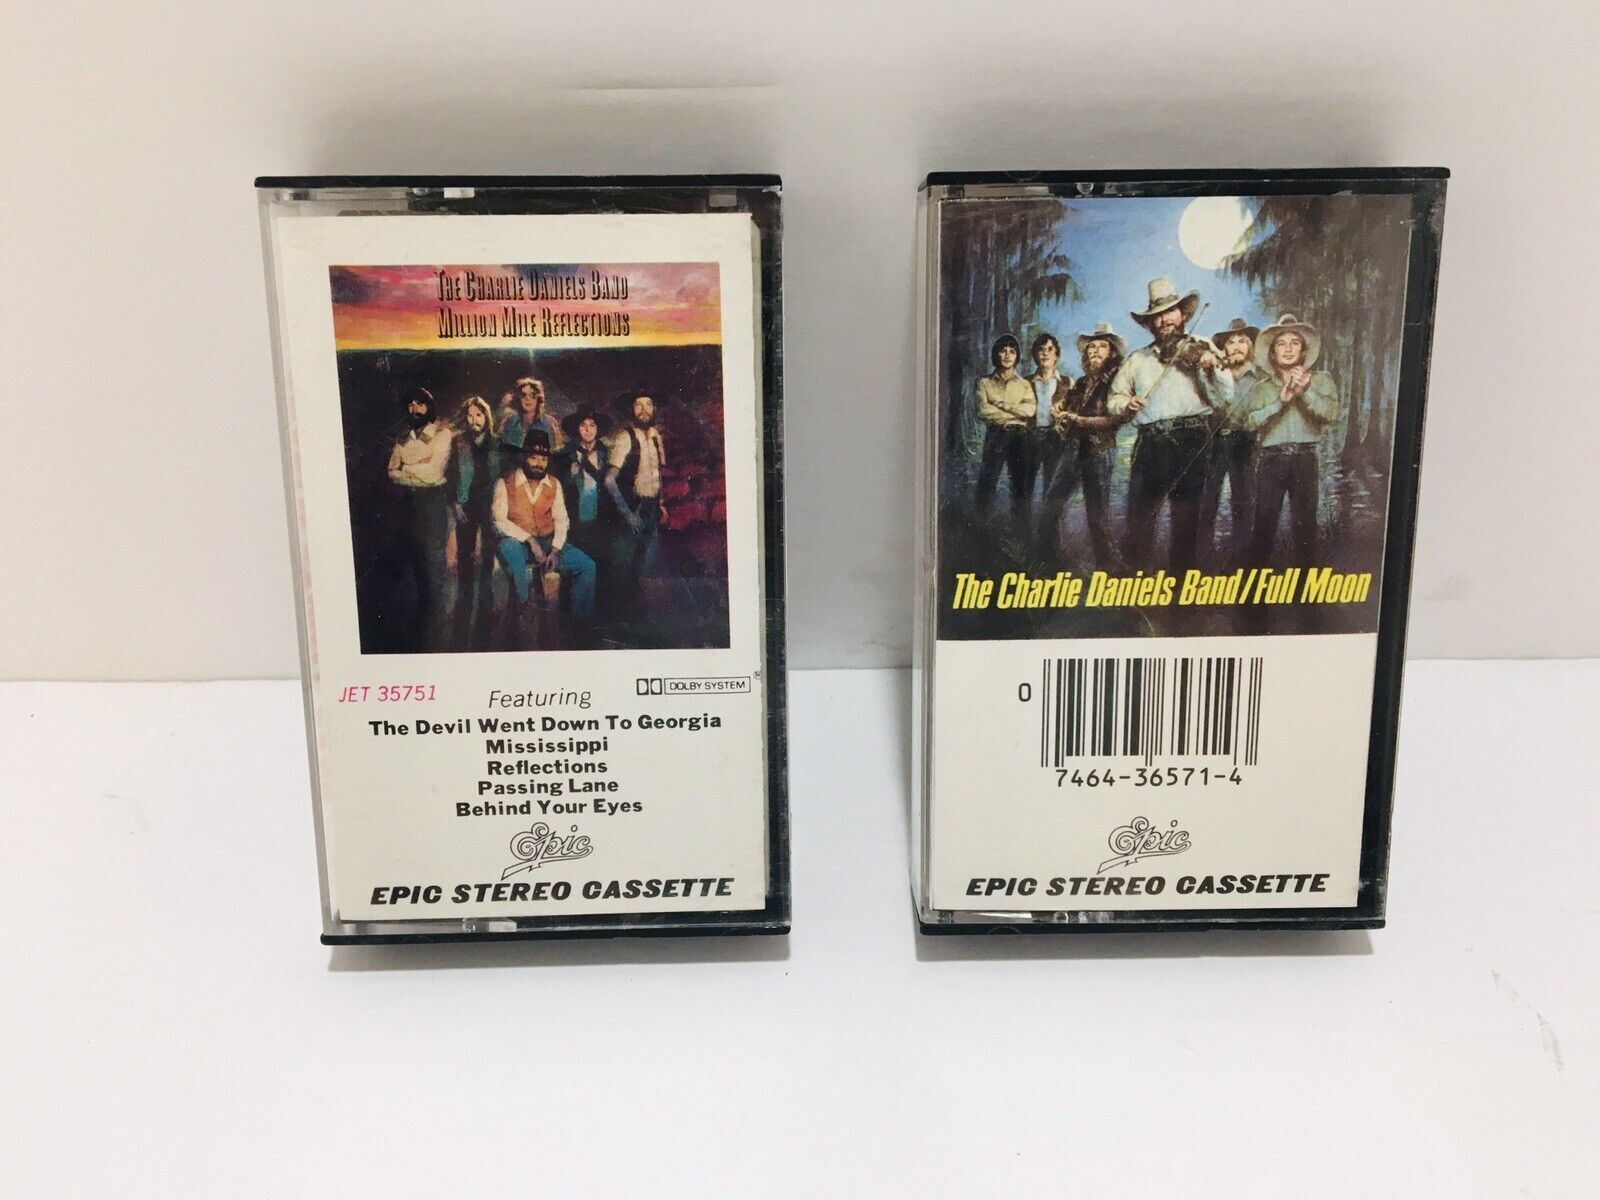 THE CHARLIE DANIELS BAND
MILLION MILE REFLECTIONS
JET 35751
Featuring
DOLBY SYSTEM ®
The Devil Went Down To Georgia
Mississippi
Reflections
Passing Lane
Behind Your Eyes
Epic
EPIC STEREO CASSETTE
The Charlie Daniels Band/Full Moon
0
7464-36571-4
Epic
EPIC STEREO CASSETTE